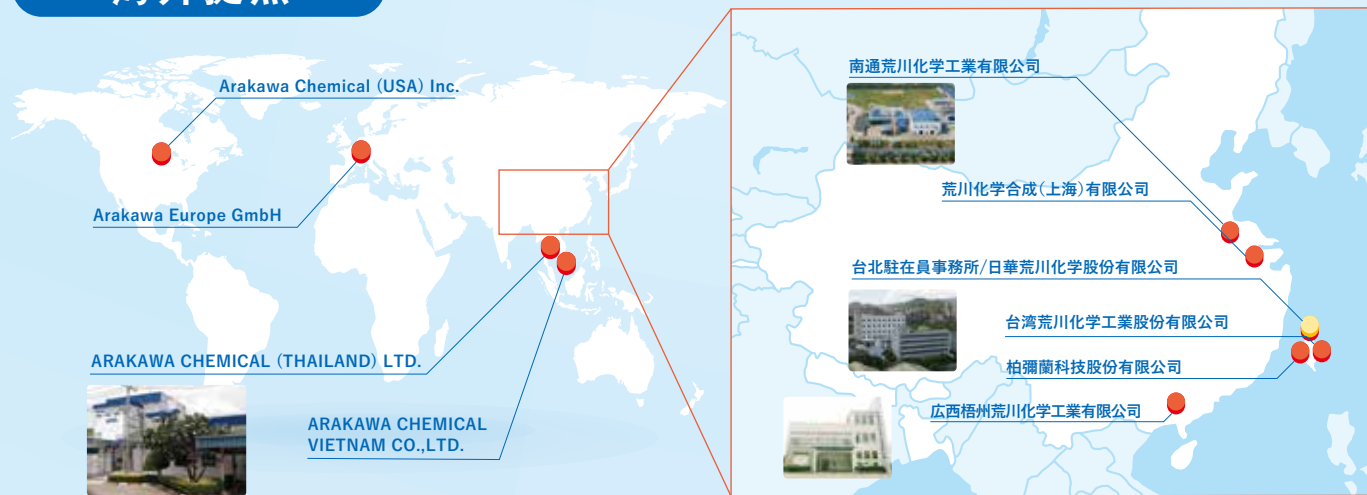 海外拠点
Arakawa Chemical (USA) Inc.
Arakawa Europe GmbH
ARAKAWA CHEMICAL (THAILAND) LTD.
ARAKAWA CHEMICAL
VIETNAM CO.,LTD.
南通荒川化学工業有限公司
荒川化学合成(上海)有限公司
台北駐在員事務所/日華荒川化学股份有限公司
台湾荒川化学工業股份有限公司
柏彌蘭科技股份有限公司
広西梧州荒川化学工業有限公司